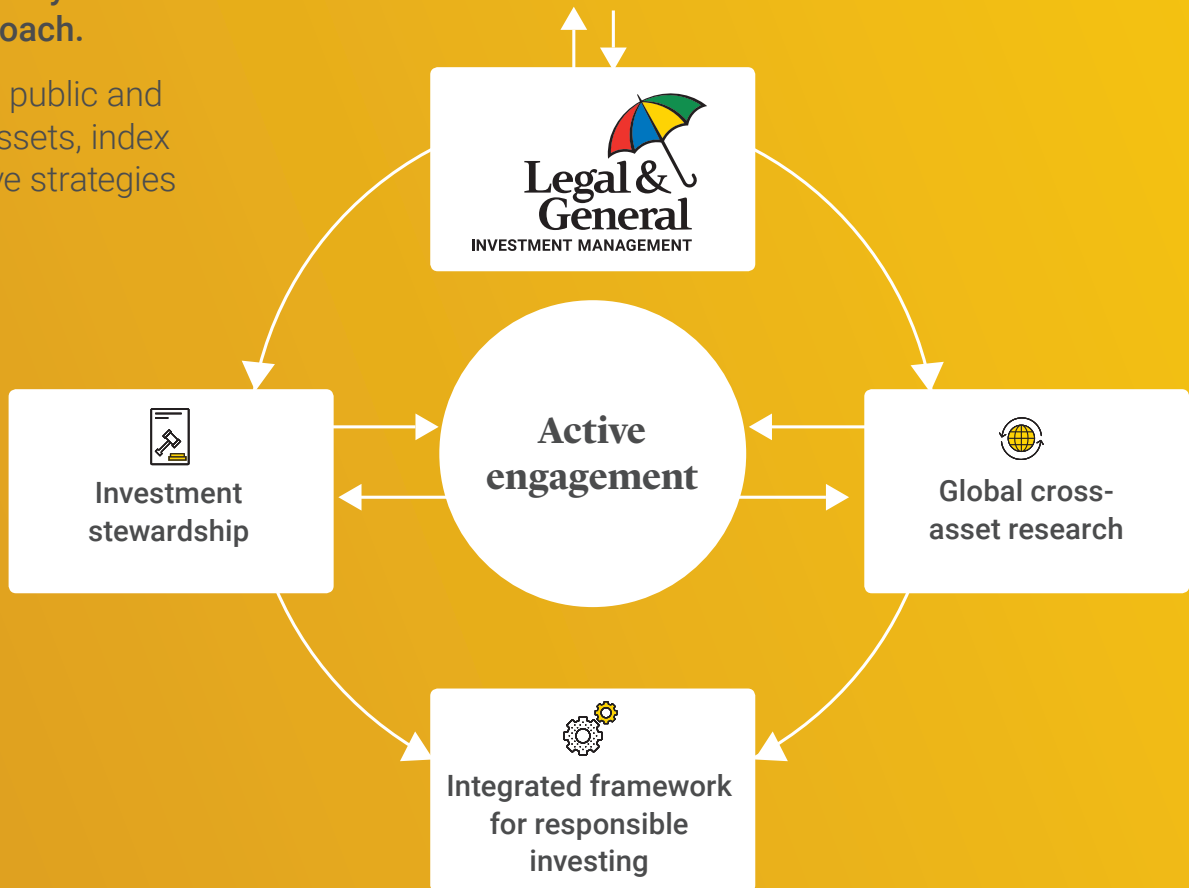 oach.
public and
ssets, index
ve strategies
Legal &
General
INVESTMENT MANAGEMENT
Active
engagement
Investment
stewardship
Global cross-
asset research
Integrated framework
for responsible
investing